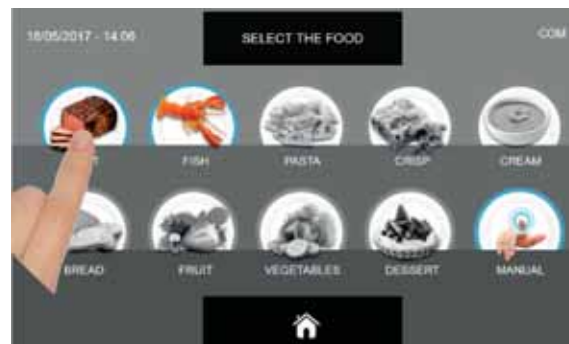 18/05/2017 - 14:06
SELECT THE FOOD
COM
FISH
PASTA
CRISP
CREAM
BREAD
FRUIT
VEGETABLES
DESSERT
MANUAL